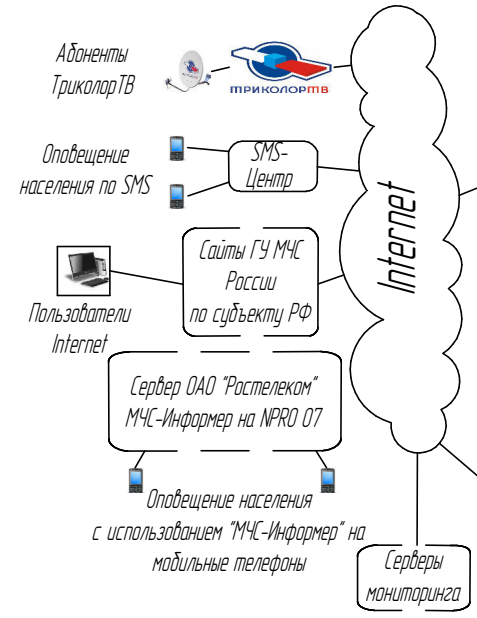 Абоненты
ТриколорТВ
ТРИКОЛОРТВ
Оповещение
населения по SMS
SMS-
Центр
Internet
Сайты ГУ МЧС
России
по субъекту РФ
Пользователи
Internet
Сервер ОАО "Ростелеком"
МЧС-Информер на NPRO 07
Оповещение населения
с использованием "МЧС-Информер" на
мобильные телефоны
Серверы
мониторинга